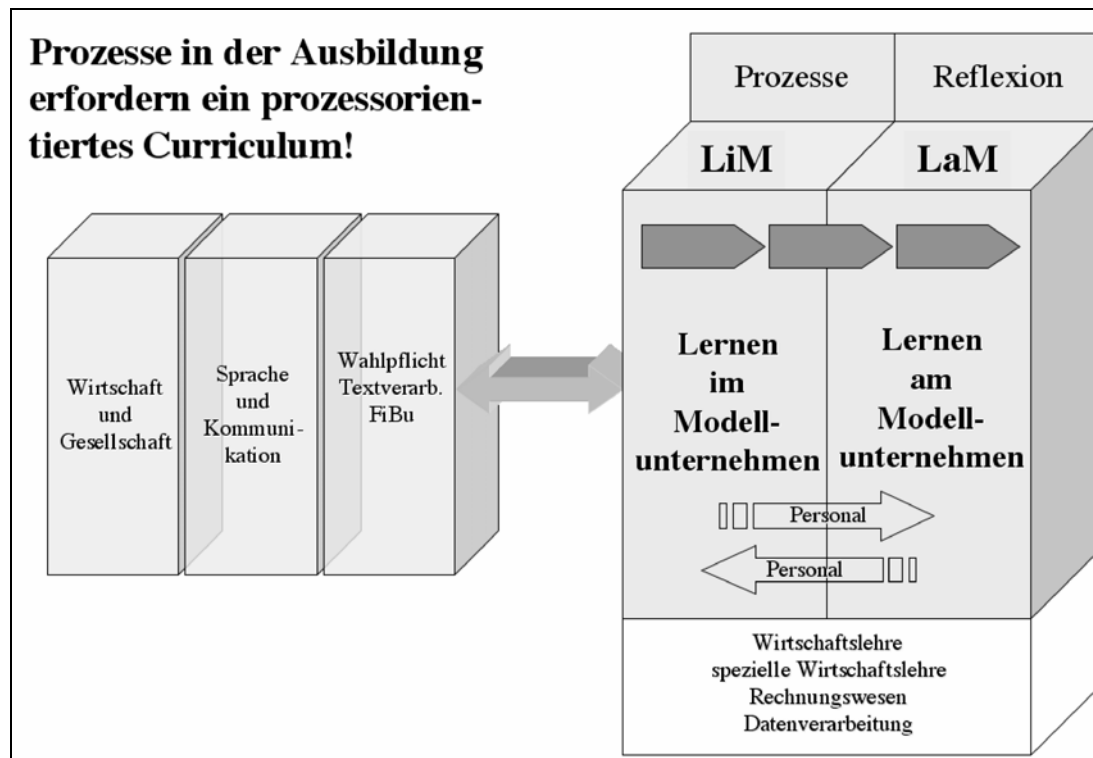 Prozesse in der Ausbildung
erfordern ein prozessorien-
tiertes Curriculum!
Wirtschaft
und
Gesellschaft
Sprache
und
Kommuni-
kation
Wahlpflicht
Textverarb.
FiBu
Prozesse
Reflexion
LiM
LaM
Lernen
im
Modell-
unternehmen
Lernen
am
Modell-
unternehmen
Personal
Personal
Wirtschaftslehre
spezielle Wirtschaftslehre
Rechnungswesen
Datenverarbeitung